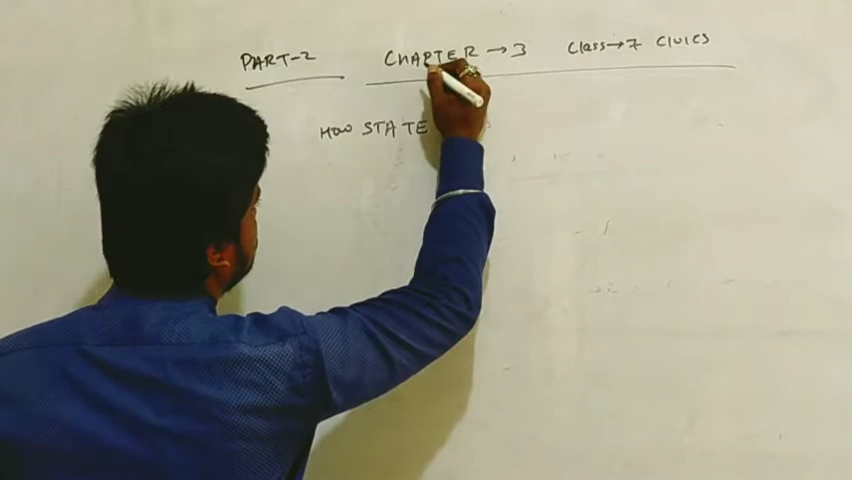 PART-2 CHAPTER → 3 Class → 7 CIVICS
HOW STATE